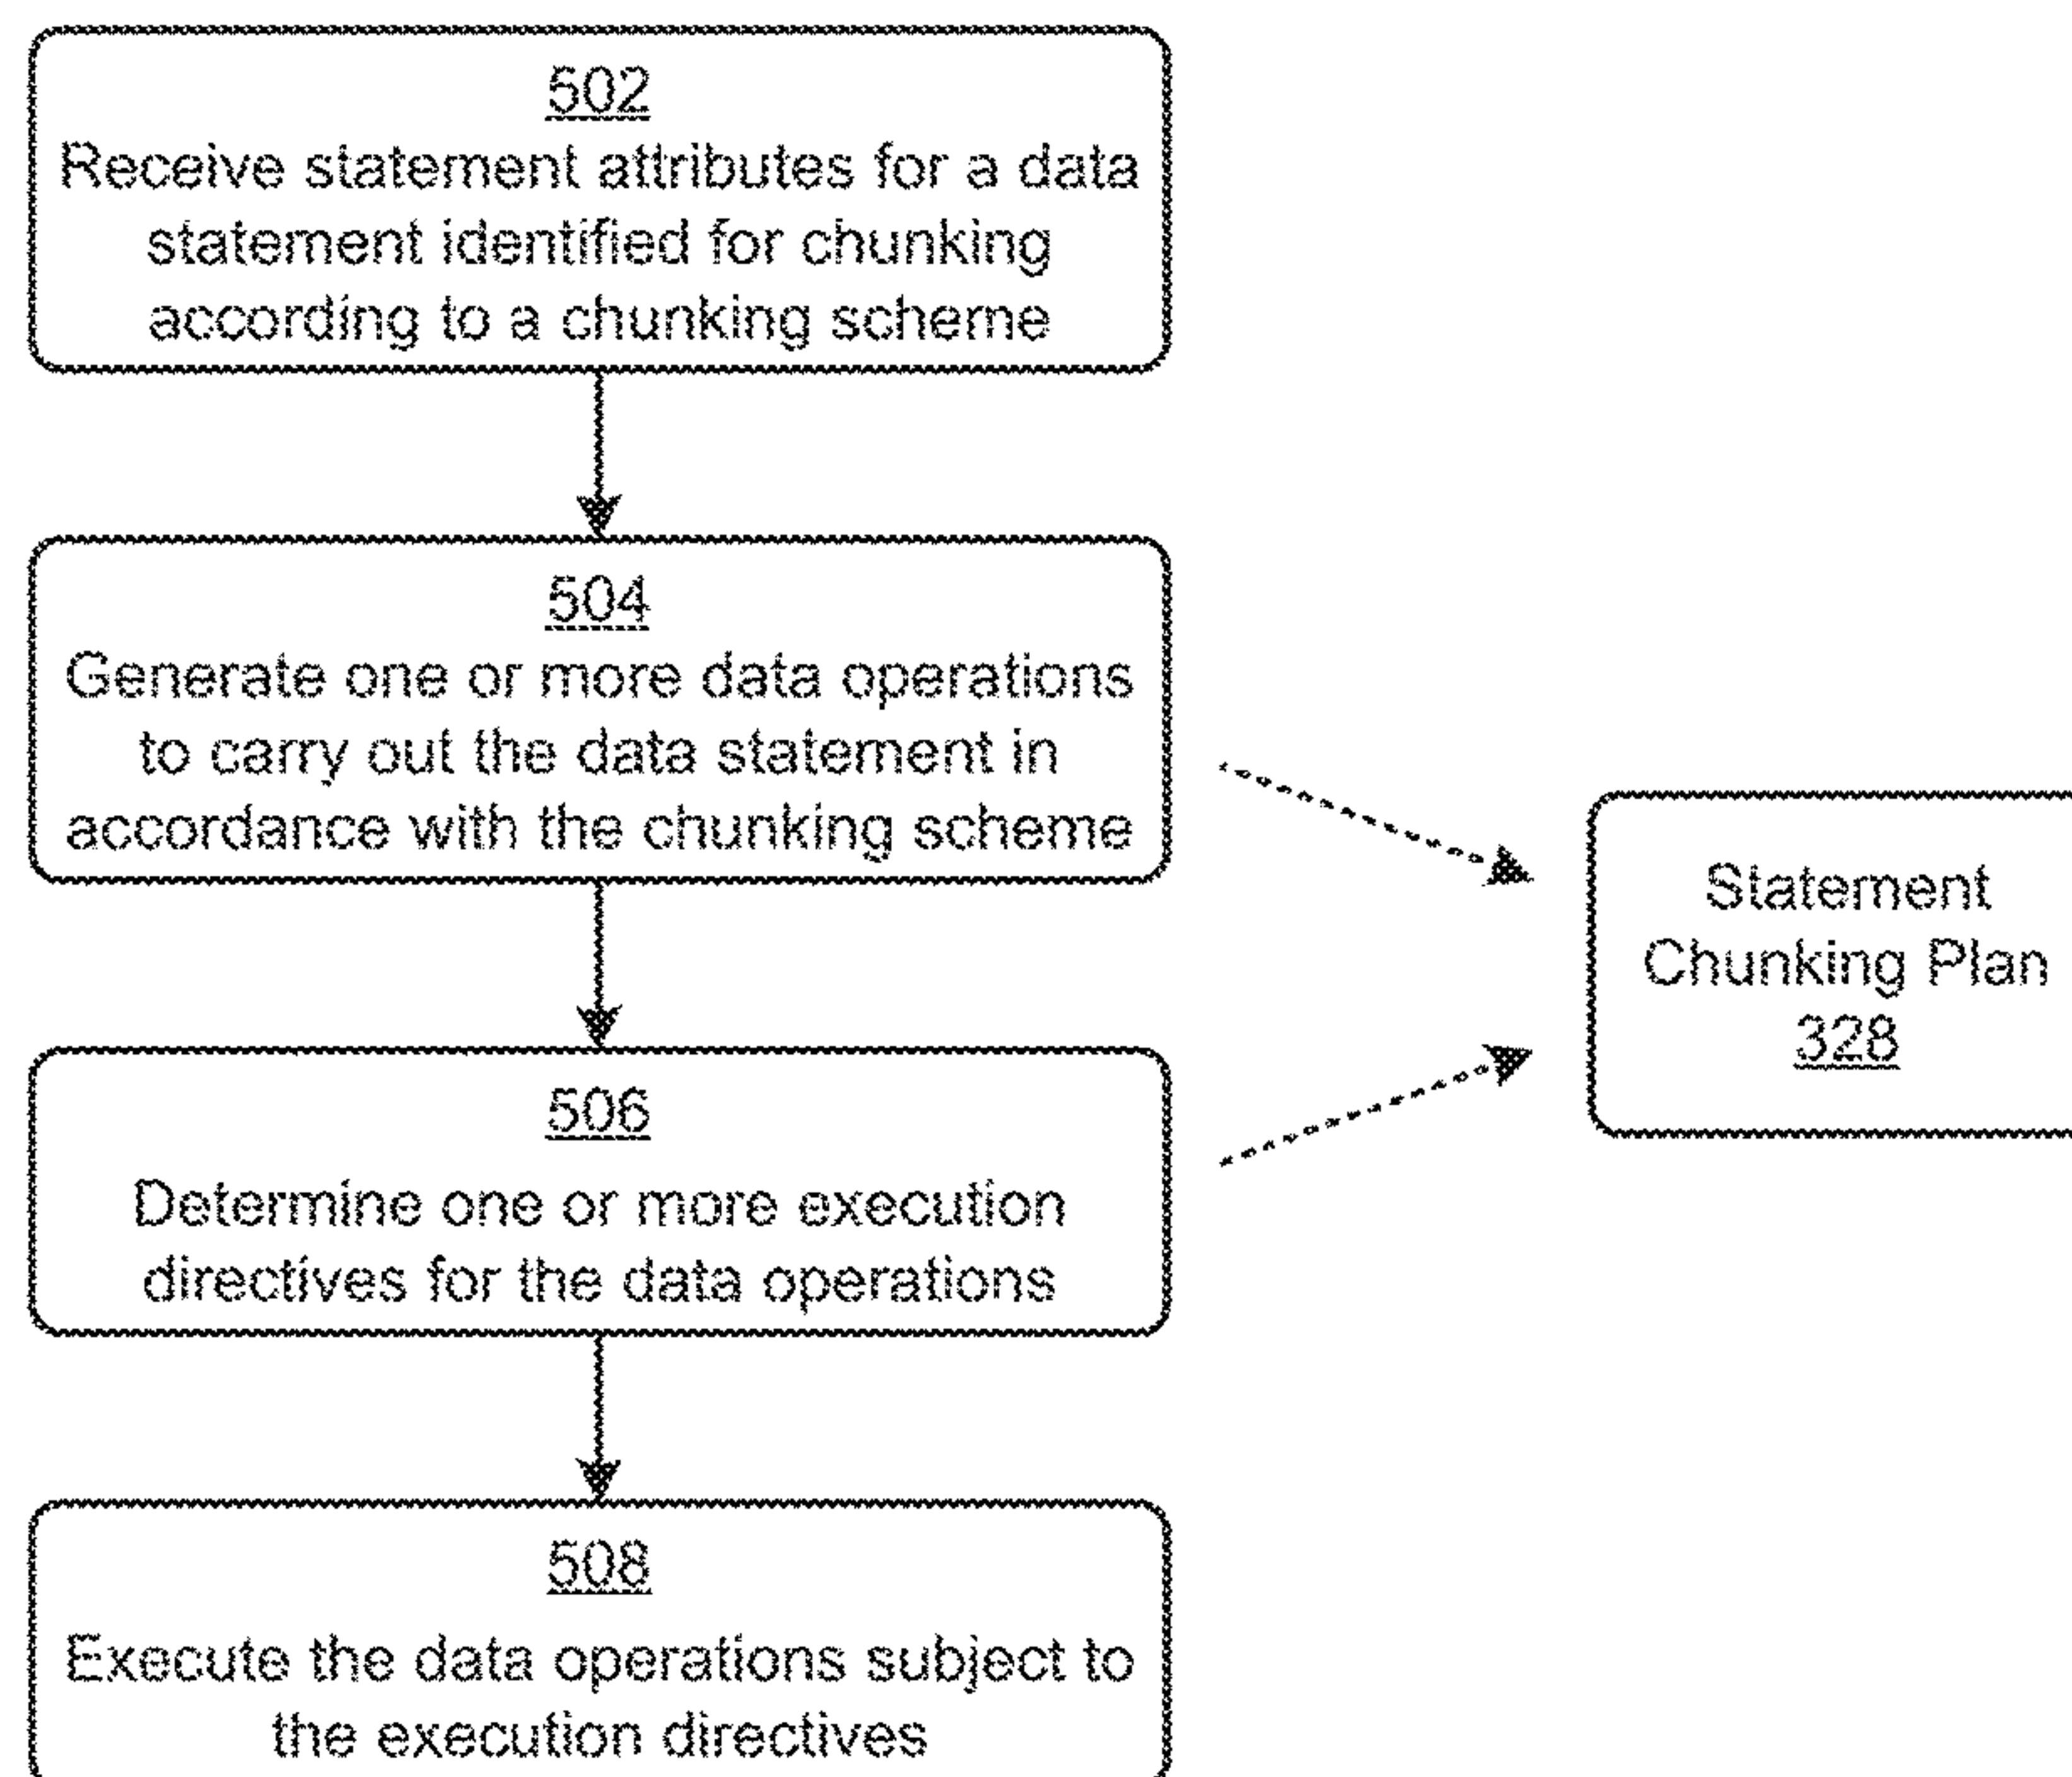 502
Receive statement attributes for a data
statement identified for chunking
according to a chunking scheme
504
Generate one or more data operations
to carry out the data statement in
accordance with the chunking scheme
Statement
Chunking Plan
328
506
Determine one or more execution
directives for the data operations
508
Execute the data operations subject to
the execution directives